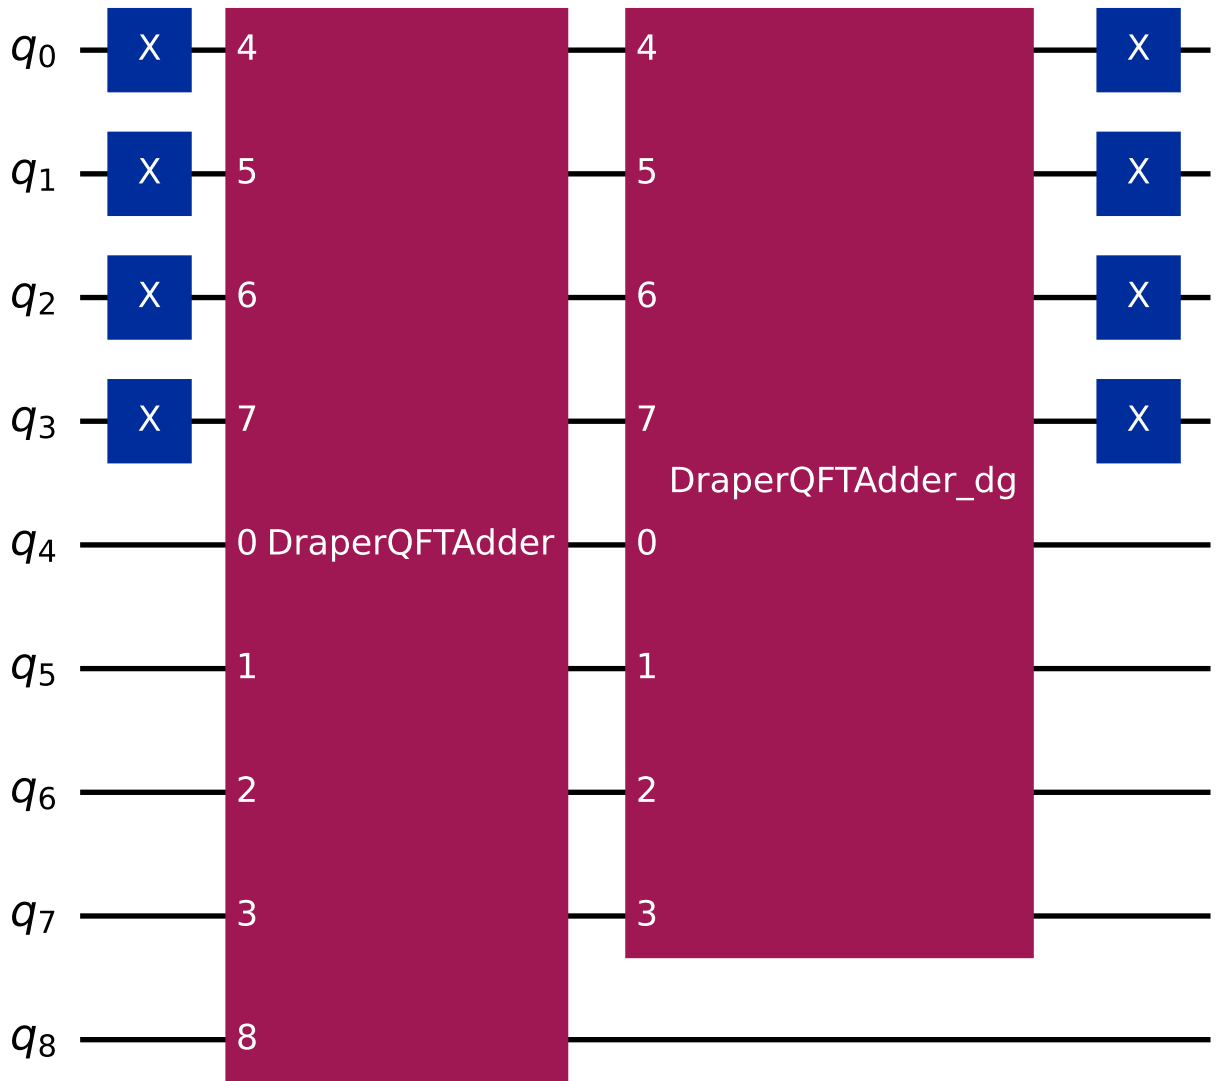 q0 X 4 4 X
q1 X 5 5 X
q2 X 6 6 X
q3 X 7 7 X
DraperQFTAdder_dg
q4 0 DraperQFTAdder 0
q5 1 1
q6 2 2
q7 3 3
q8 8